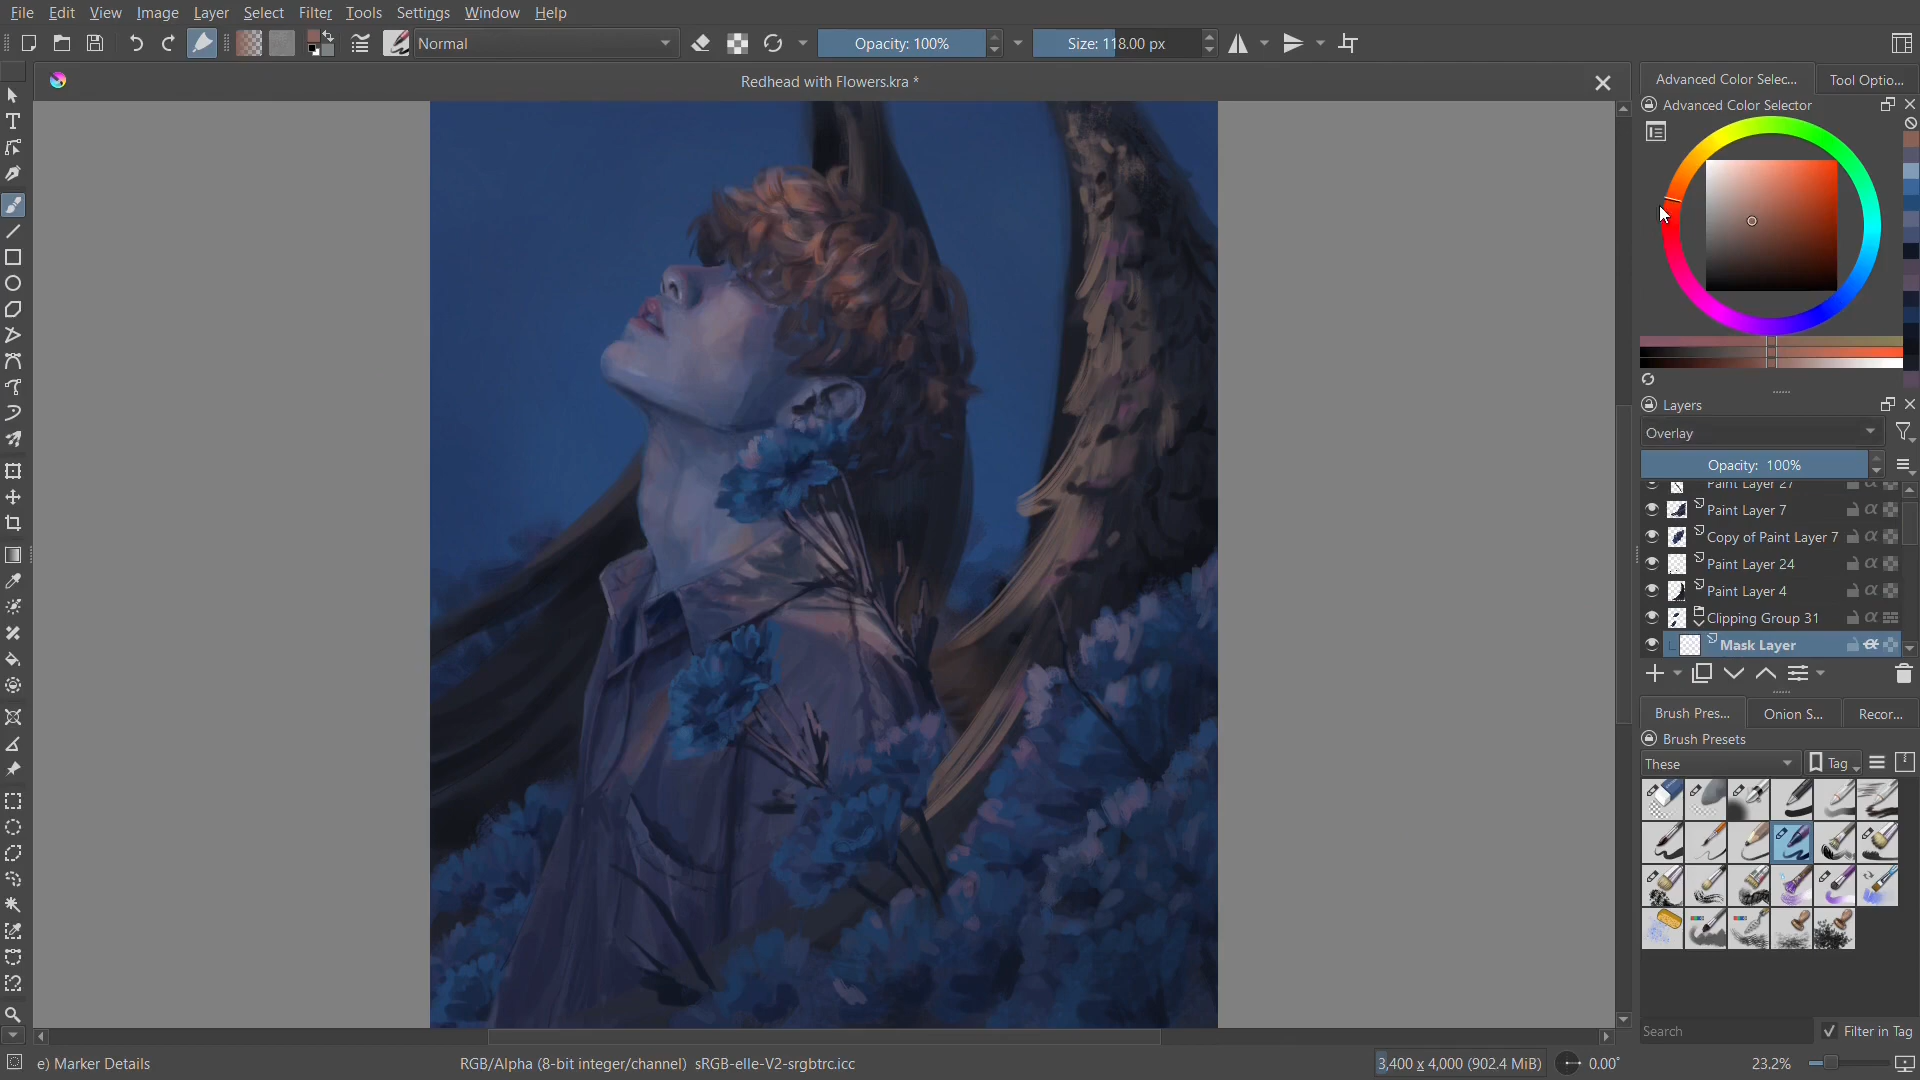 File Edit View Image Layer Select Filter Tools Settings Window Help
Normal
Opacity: 100%
Size: 118.00 px
Redhead with Flowers.kra *
Advanced Color Selec...
Tool Optio...
Advanced Color Selector
Layers
Overlay
Opacity: 100%
Paint Layer 27
Paint Layer 7
Copy of Paint Layer 7
Paint Layer 24
Paint Layer 4
Clipping Group 31
Mask Layer
Brush Pres...
Onion S...
Recor...
Brush Presets
These
Tag
Search
Filter in Tag
e) Marker Details
RGB/Alpha (8-bit integer/channel) sRGB-elle-V2-srgbtrc.icc
3,400 x 4,000 (902.4 MiB)
0.00°
23.2%